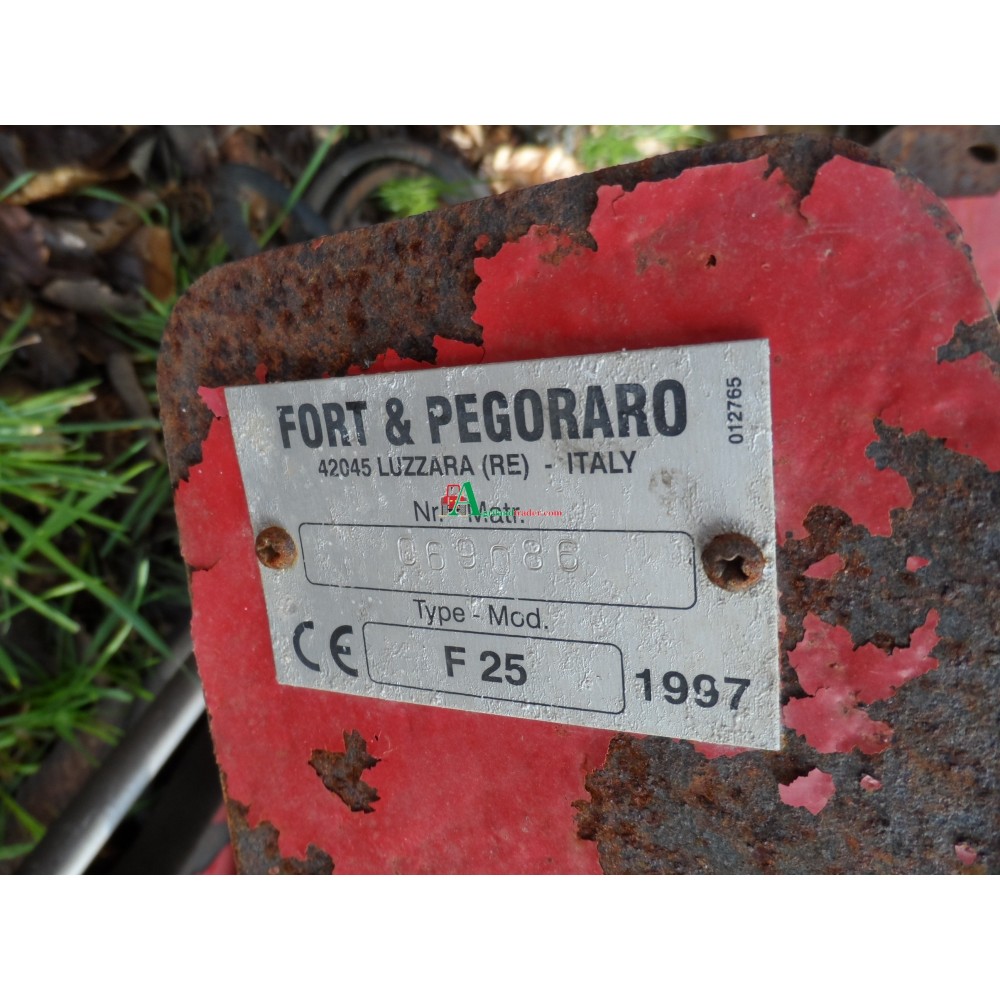 FORT & PEGORARO
012765
42045 LUZZARA (RE) - ITALY
Nr. - Matr.
069086
Type - Mod.
CE
F 25
1997